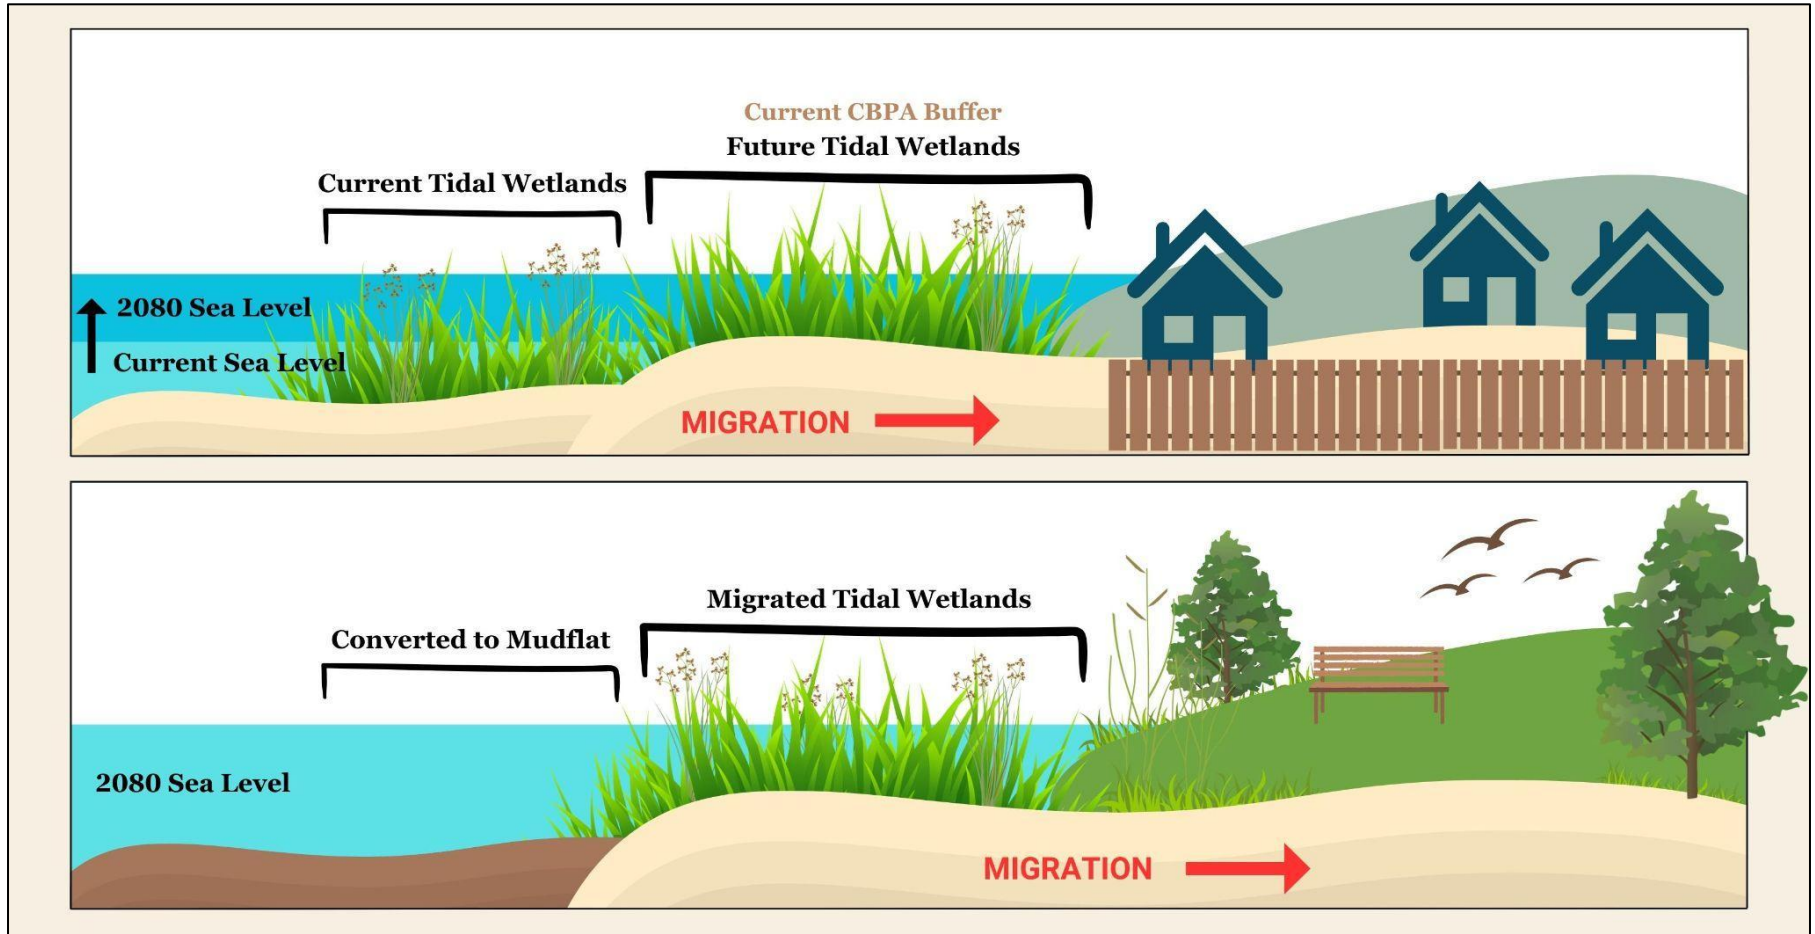 Current CBPA Buffer
Future Tidal Wetlands
Current Tidal Wetlands
2080 Sea Level
Current Sea Level
MIGRATION
Migrated Tidal Wetlands
Converted to Mudflat
2080 Sea Level
MIGRATION